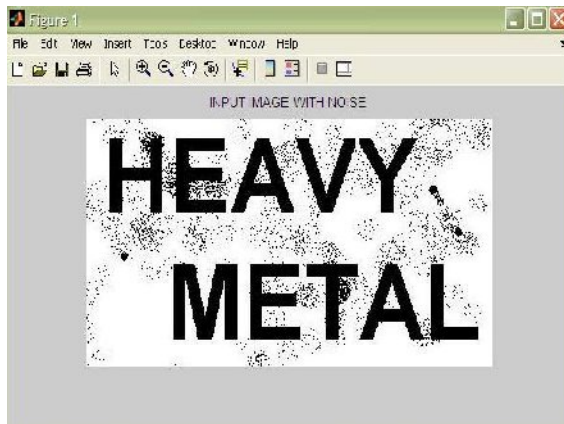 Figure 1
File Edit View Insert Tools Desktop Window Help
INPUT IMAGE WITH NOISE
HEAVY
METAL